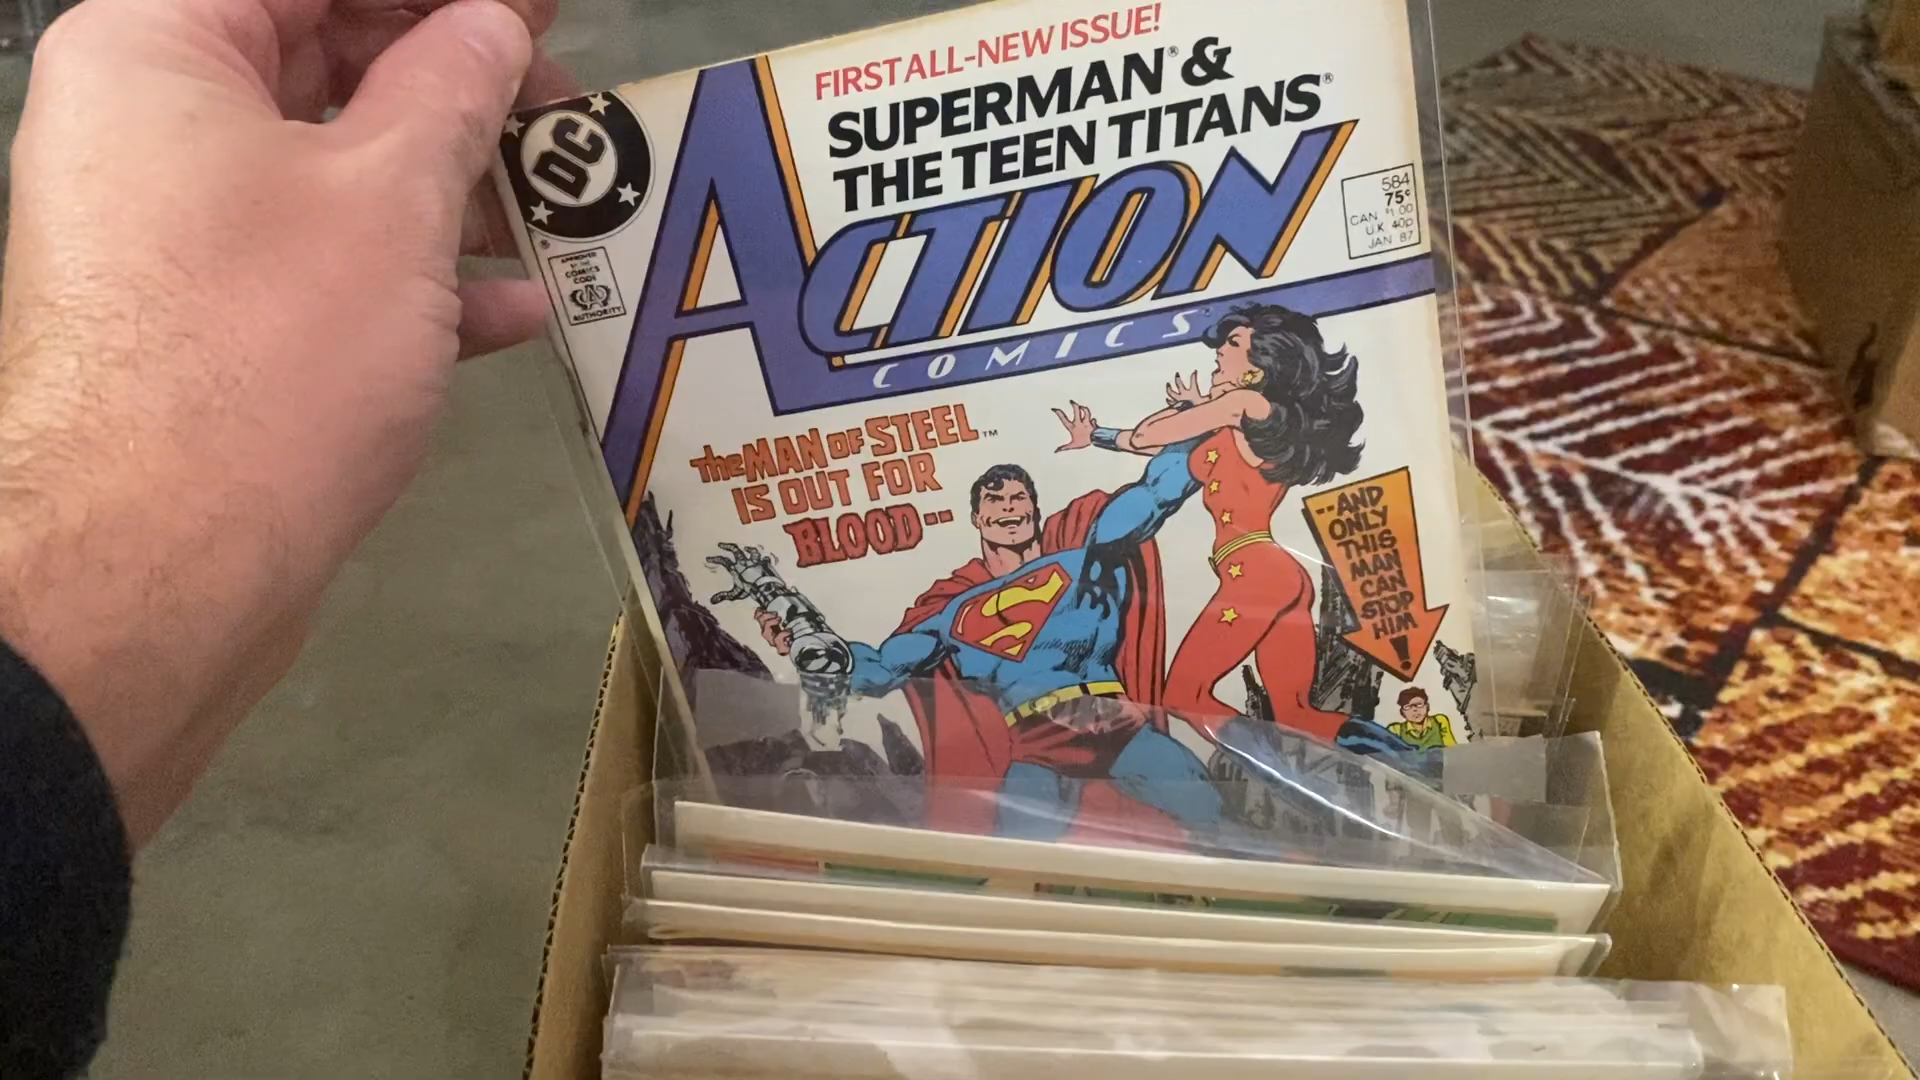 FIRST ALL-NEW ISSUE!
SUPERMAN® &
THE TEEN TITANS®
DC
®
ACTION
COMICS®
584
75¢
CAN $1.00
U.K. 40p
JAN 87
APPROVED
BY THE
COMICS
CODE
CA
AUTHORITY
the MAN OF STEEL™
IS OUT FOR
BLOOD--
--AND
ONLY
THIS
MAN
CAN
STOP
HIM
!
S